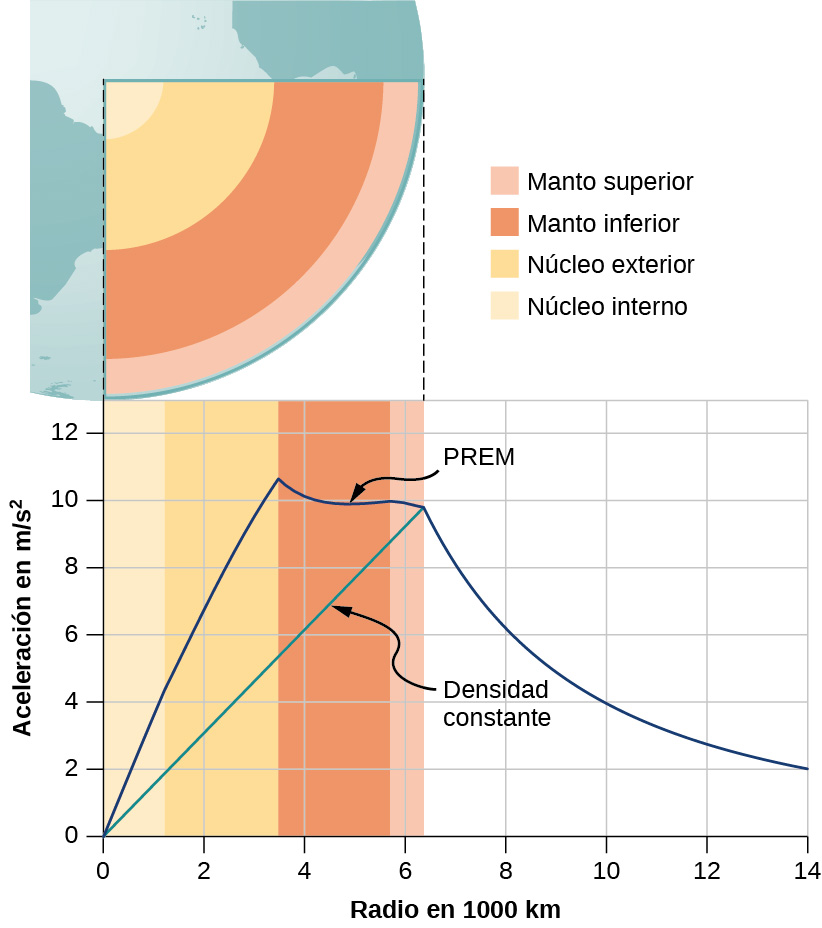 Manto superior
Manto inferior
Núcleo exterior
Núcleo interno
12
10
8
6
4
2
0
Aceleración en m/s²
PREM
Densidad
constante
0 2 4 6 8 10 12 14
Radio en 1000 km